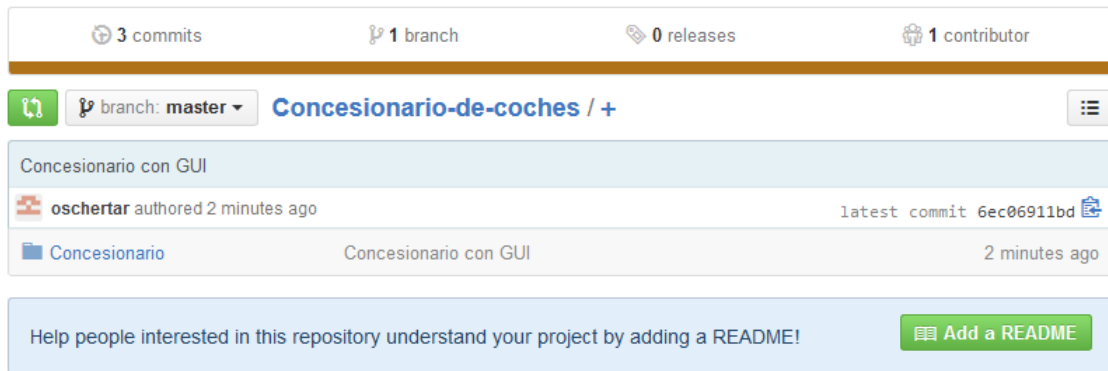 3 commits 1 branch 0 releases 1 contributor
branch: master Concesionario-de-coches / +
Concesionario con GUI
oschertar authored 2 minutes ago latest commit 6ec06911bd
Concesionario Concesionario con GUI 2 minutes ago
Help people interested in this repository understand your project by adding a README! Add a README